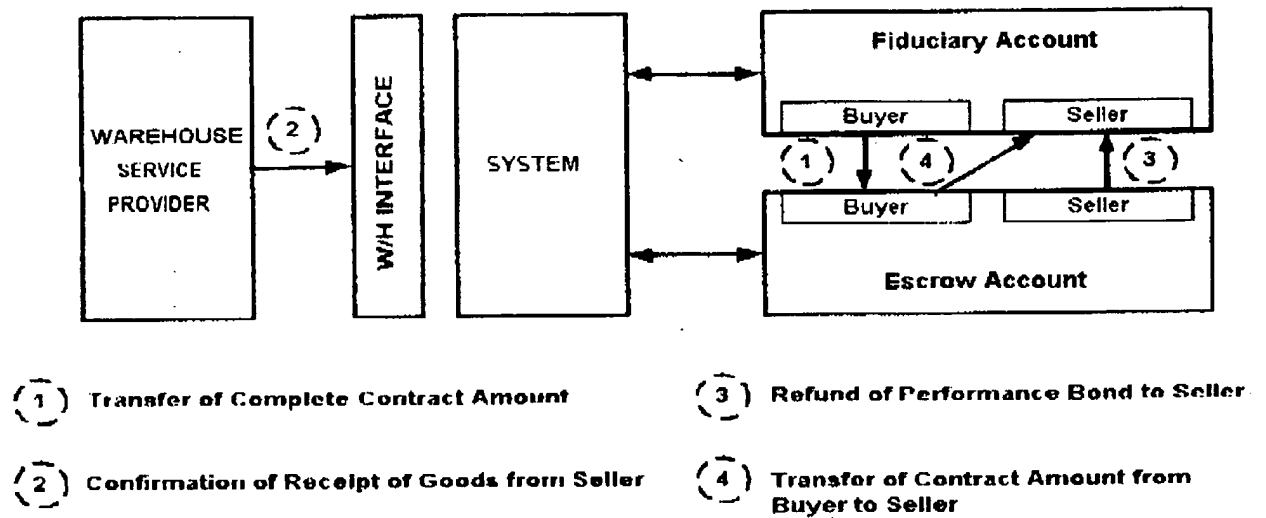 Fiduciary Account
Buyer
Seller
WAREHOUSE
SERVICE
PROVIDER
2
W/H INTERFACE
SYSTEM
1
4
3
Buyer
Seller
Escrow Account
1 Transfer of Complete Contract Amount
3 Refund of Performance Bond to Seller
2 Confirmation of Receipt of Goods from Seller
4 Transfer of Contract Amount from
Buyer to Seller